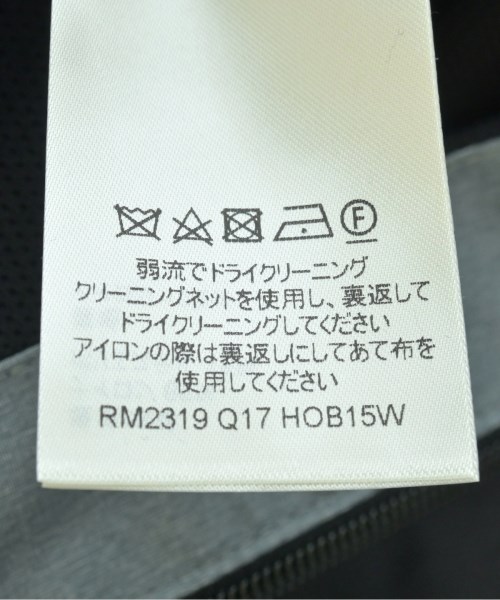 F
弱流でドライクリーニング
クリーニングネットを使用し、裏返して
ドライクリーニングしてください
アイロンの際は裏返しにしてあて布を
使用してください
RM2319 Q17 HOB15W